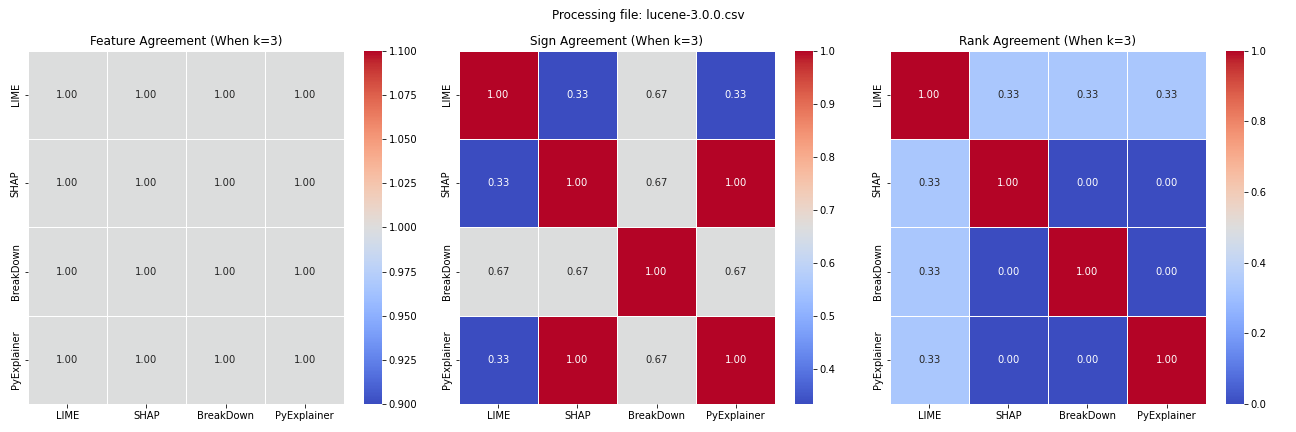 Processing file: lucene-3.0.0.csv
Feature Agreement (When k=3)
LIME 1.00 1.00 1.00 1.00
SHAP 1.00 1.00 1.00 1.00
BreakDown 1.00 1.00 1.00 1.00
PyExplainer 1.00 1.00 1.00 1.00
LIME SHAP BreakDown PyExplainer
1.100
1.075
1.050
1.025
1.000
0.975
0.950
0.925
0.900
Sign Agreement (When k=3)
LIME 1.00 0.33 0.67 0.33
SHAP 0.33 1.00 0.67 1.00
BreakDown 0.67 0.67 1.00 0.67
PyExplainer 0.33 1.00 0.67 1.00
LIME SHAP BreakDown PyExplainer
1.0
0.9
0.8
0.7
0.6
0.5
0.4
Rank Agreement (When k=3)
LIME 1.00 0.33 0.33 0.33
SHAP 0.33 1.00 0.00 0.00
BreakDown 0.33 0.00 1.00 0.00
PyExplainer 0.33 0.00 0.00 1.00
LIME SHAP BreakDown PyExplainer
1.0
0.8
0.6
0.4
0.2
0.0